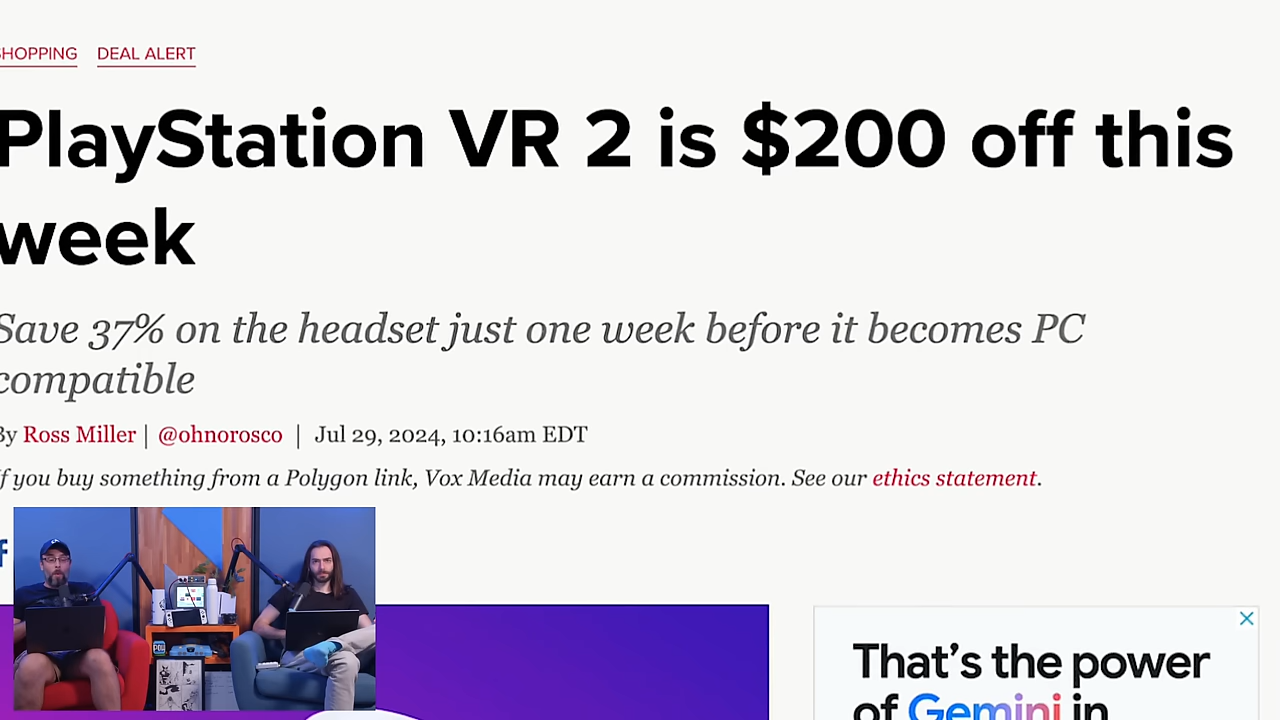 SHOPPING DEAL ALERT
PlayStation VR 2 is $200 off this
week
Save 37% on the headset just one week before it becomes PC
compatible
By Ross Miller | @ohnorosco | Jul 29, 2024, 10:16am EDT
If you buy something from a Polygon link, Vox Media may earn a commission. See our ethics statement.
f
That's the power
of Gemini in